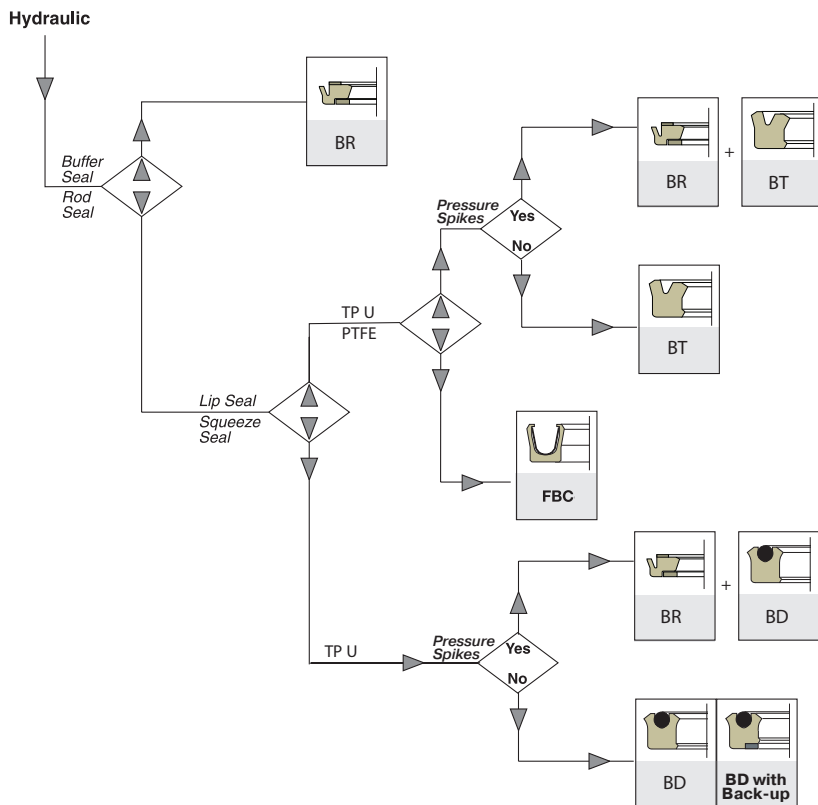 Hydraulic
BR
Buffer
Seal
Rod
Seal
Pressure
Spikes
Yes
No
BR
+
BT
BT
TP U
PTFE
Lip Seal
Squeeze
Seal
FBC
TP U
Pressure
Spikes
Yes
No
BR
+
BD
BD
BD with
Back-up